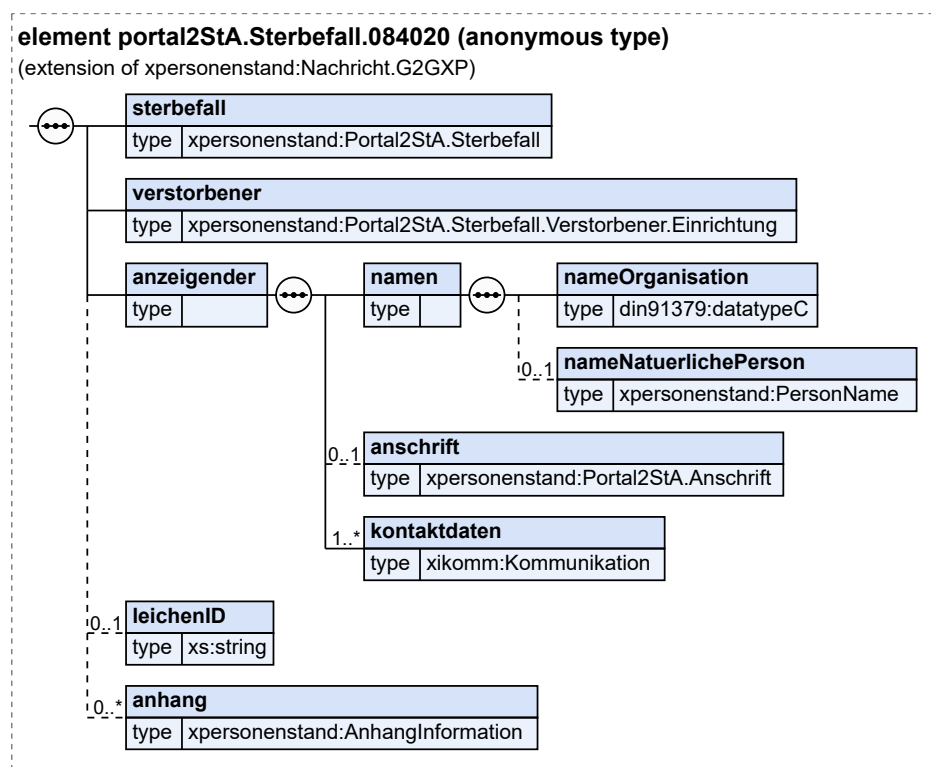 element portal2StA.Sterbefall.084020 (anonymous type)
(extension of xpersonenstand:Nachricht.G2GXP)
sterbefall
type xpersonenstand:Portal2StA.Sterbefall
verstorbener
type xpersonenstand:Portal2StA.Sterbefall.Verstorbener.Einrichtung
anzeigender
type
namen
type
nameOrganisation
type din91379:datatypeC
0..1
nameNatuerlichePerson
type xpersonenstand:PersonName
0..1
anschrift
type xpersonenstand:Portal2StA.Anschrift
1..*
kontaktdaten
type xikomm:Kommunikation
0..1
leichenID
type xs:string
0..*
anhang
type xpersonenstand:AnhangInformation